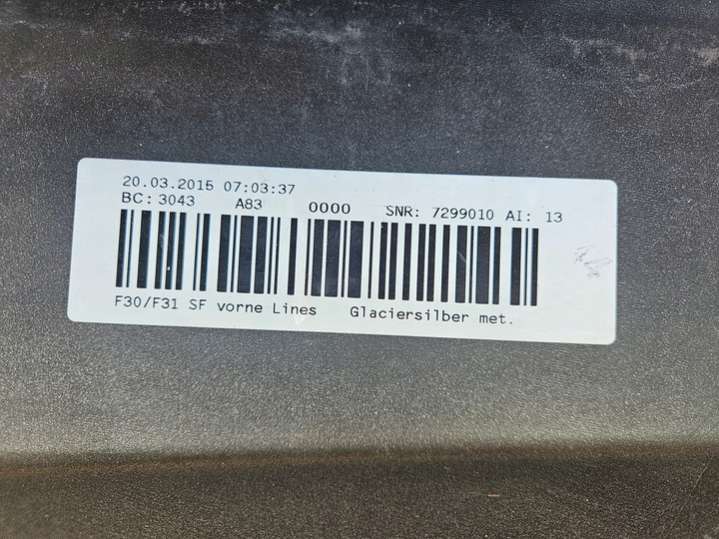 20.03.2015 07:03:37
BC: 3043 A83 0000 SNR: 7299010 AI: 13
F30/F31 SF vorne Lines Glaciersilber met.